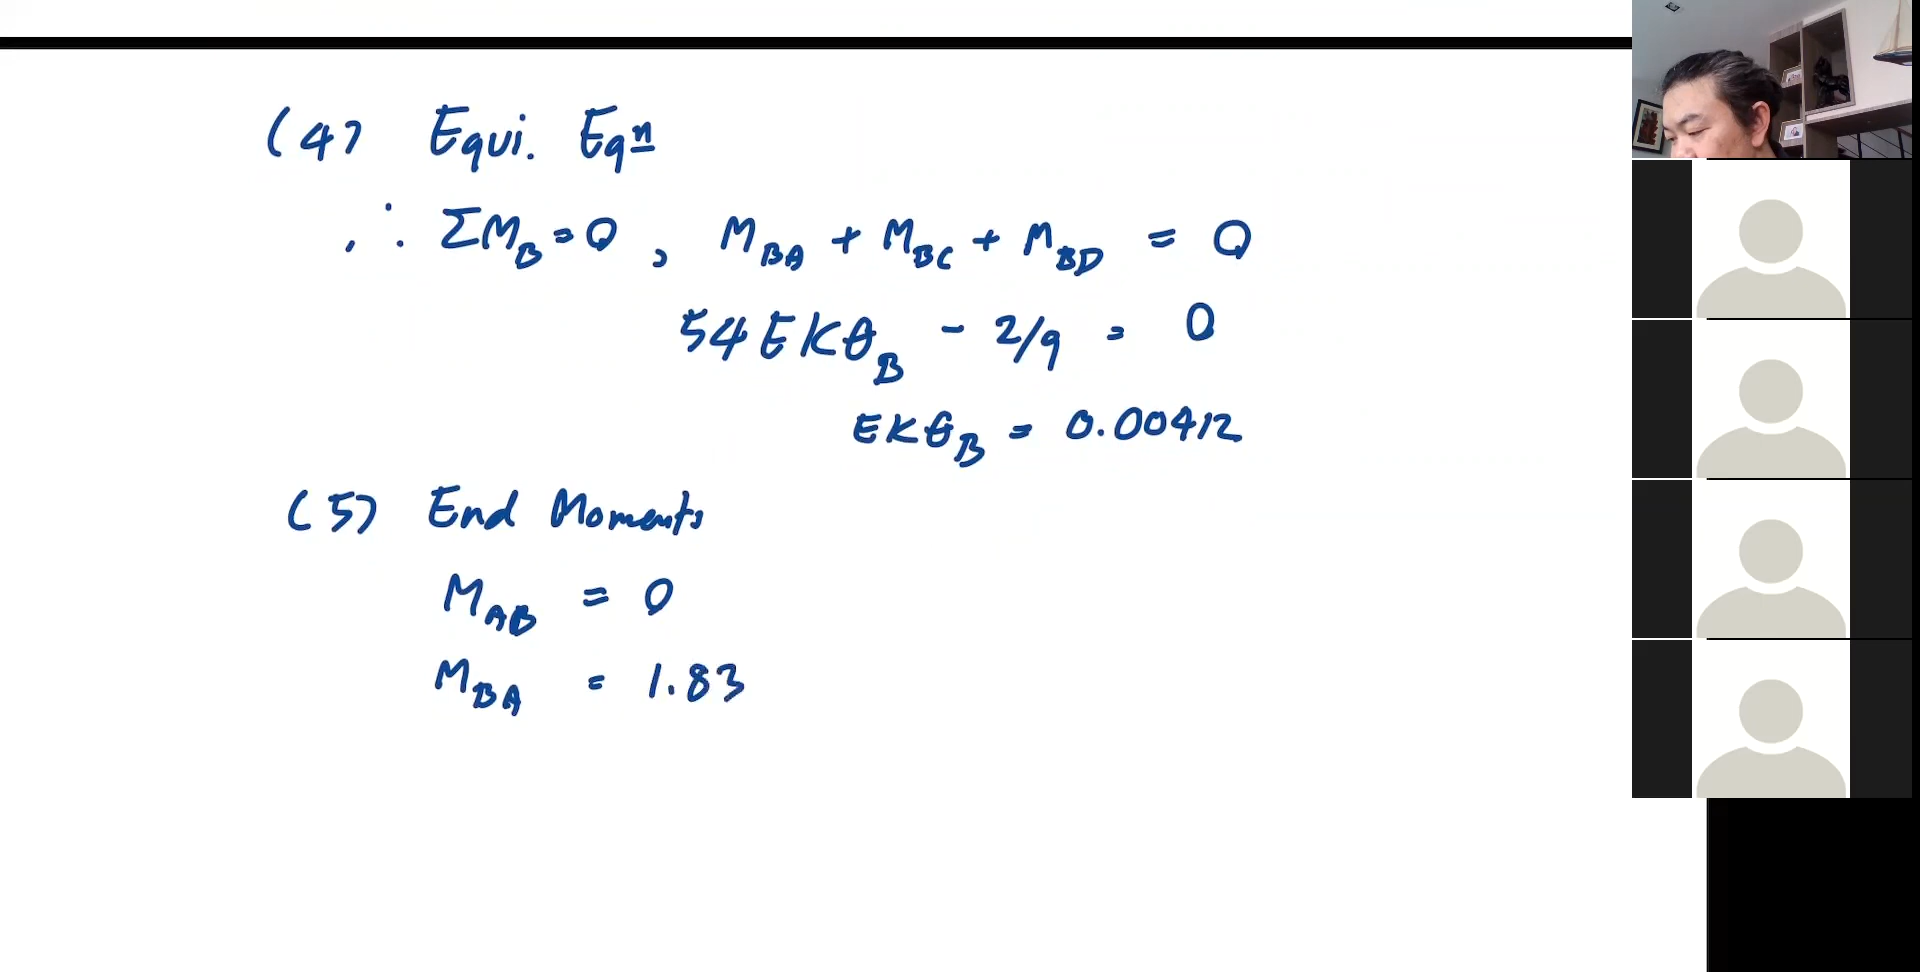 (4) Equi. Eqn
∴ ΣM_B = 0 , M_BA + M_BC + M_BD = 0
54EKθ_B - 2/9 = 0
EKθ_B = 0.00412
(5) End Moments
M_AB = 0
M_BA = 1.83